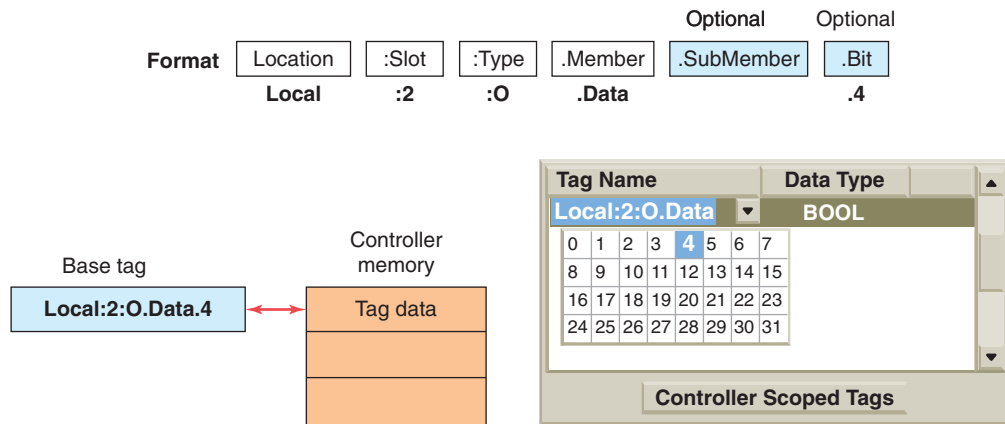 Optional Optional
Format Location :Slot :Type .Member .SubMember .Bit
Local :2 :O .Data .4
Base tag
Local:2:O.Data.4
Controller
memory
Tag data
Tag Name Data Type
Local:2:O.Data BOOL
0 1 2 3 4 5 6 7
8 9 10 11 12 13 14 15
16 17 18 19 20 21 22 23
24 25 26 27 28 29 30 31
Controller Scoped Tags